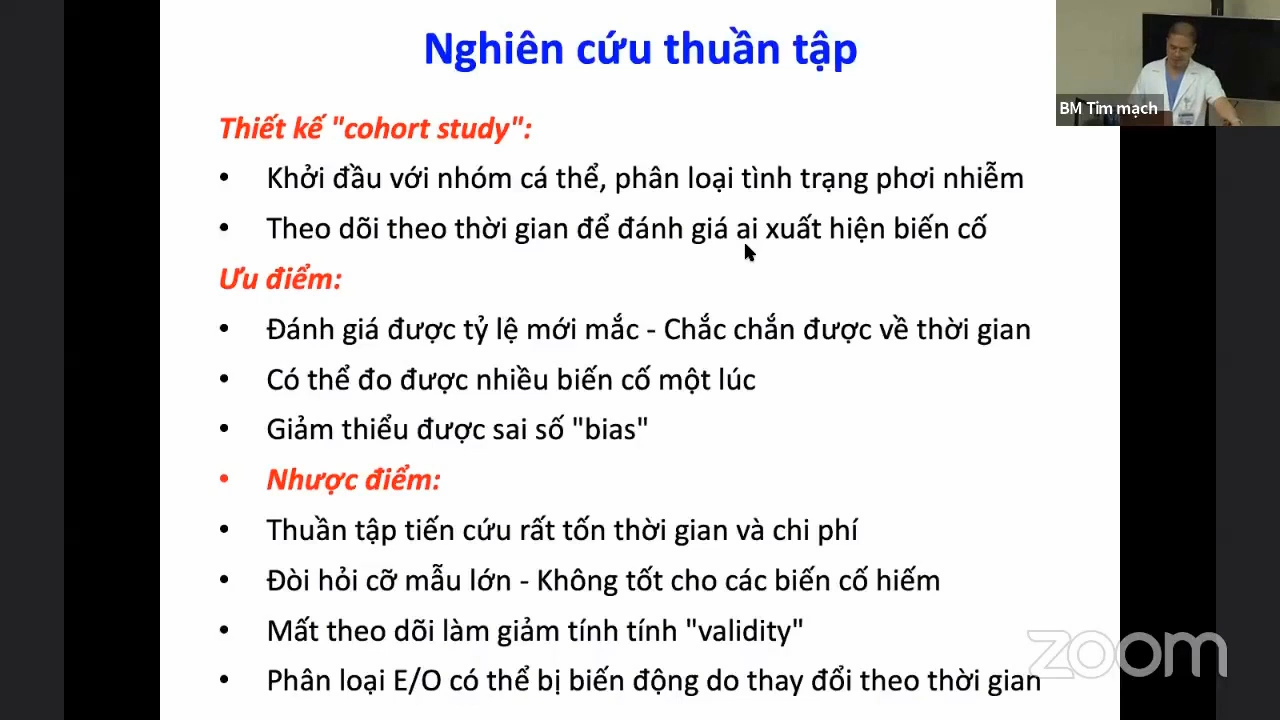 Nghiên cứu thuần tập
BM Tim mạch
Thiết kế "cohort study":
• Khởi đầu với nhóm cá thể, phân loại tình trạng phơi nhiễm
• Theo dõi theo thời gian để đánh giá ai xuất hiện biến cố
Ưu điểm:
• Đánh giá được tỷ lệ mới mắc - Chắc chắn được về thời gian
• Có thể đo được nhiều biến cố một lúc
• Giảm thiểu được sai số "bias"
• Nhược điểm:
• Thuần tập tiến cứu rất tốn thời gian và chi phí
• Đòi hỏi cỡ mẫu lớn - Không tốt cho các biến cố hiếm
• Mất theo dõi làm giảm tính tính "validity"
• Phân loại E/O có thể bị biến động do thay đổi theo thời gian
zoom